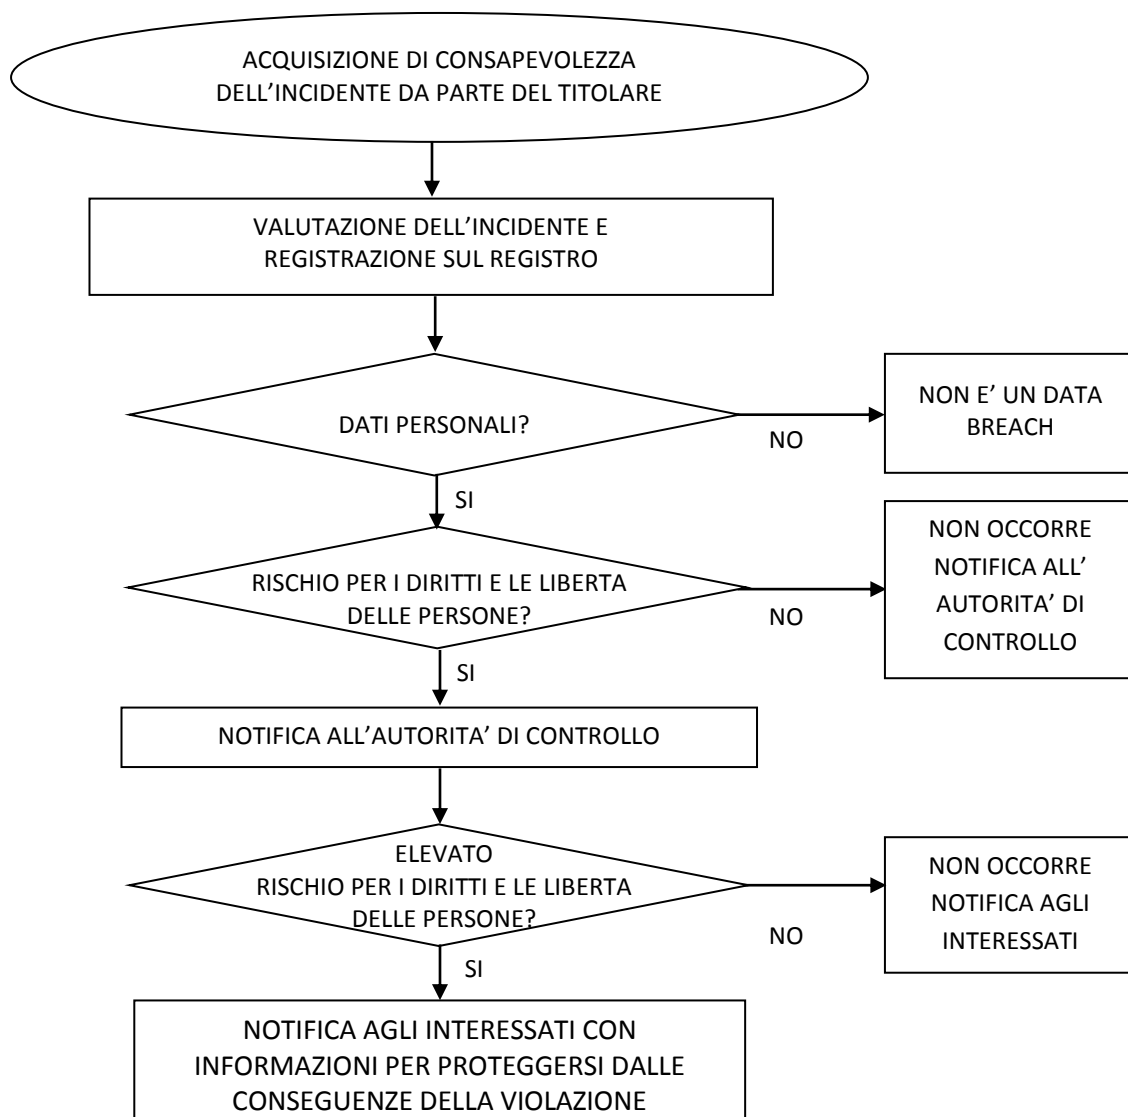 ACQUISIZIONE DI CONSAPEVOLEZZA
DELL’INCIDENTE DA PARTE DEL TITOLARE
VALUTAZIONE DELL’INCIDENTE E
REGISTRAZIONE SUL REGISTRO
DATI PERSONALI?
NO
NON E’ UN DATA
BREACH
SI
RISCHIO PER I DIRITTI E LE LIBERTA
DELLE PERSONE?
NO
NON OCCORRE
NOTIFICA ALL’
AUTORITA’ DI
CONTROLLO
SI
NOTIFICA ALL’AUTORITA’ DI CONTROLLO
ELEVATO
RISCHIO PER I DIRITTI E LE LIBERTA
DELLE PERSONE?
NO
NON OCCORRE
NOTIFICA AGLI
INTERESSATI
SI
NOTIFICA AGLI INTERESSATI CON
INFORMAZIONI PER PROTEGGERSI DALLE
CONSEGUENZE DELLA VIOLAZIONE